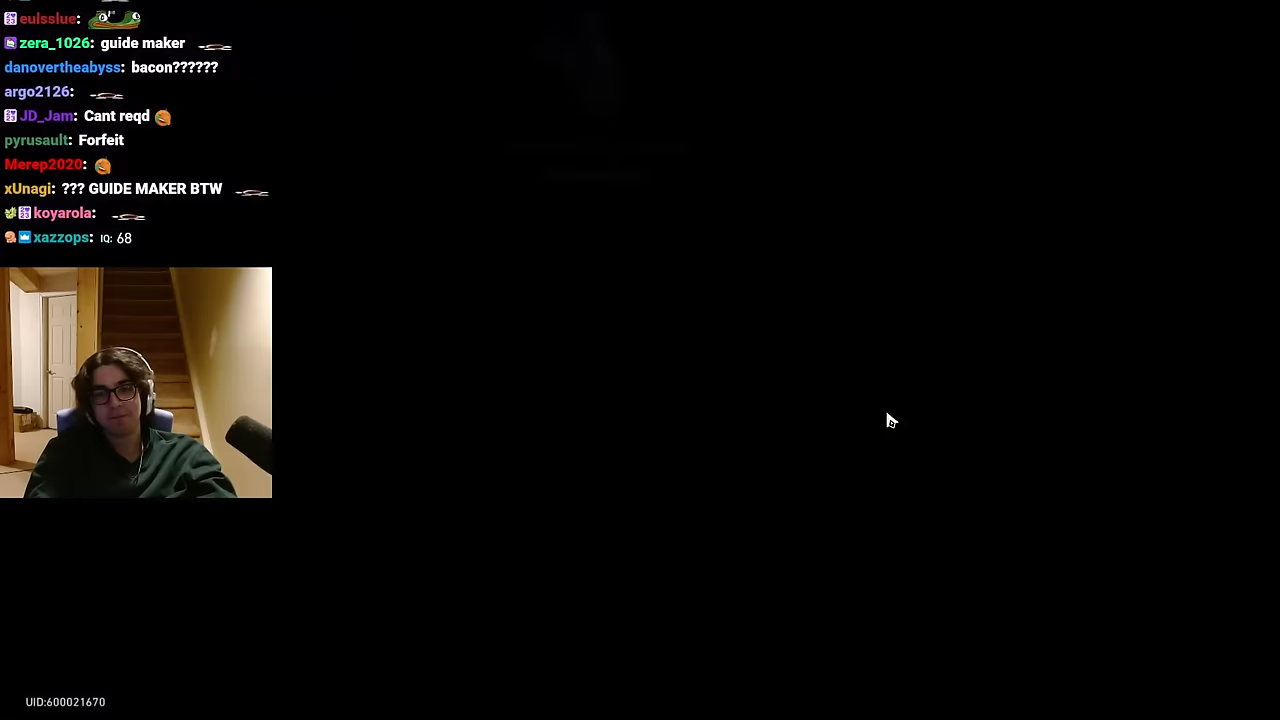 eulsslue:
zera_1026: guide maker
danovertheabyss: bacon??????
argo2126:
JD_Jam: Cant reqd
pyrusault: Forfeit
Merep2020:
xUnagi: ??? GUIDE MAKER BTW
koyarola:
xazzops: IQ: 68
UID:600021670